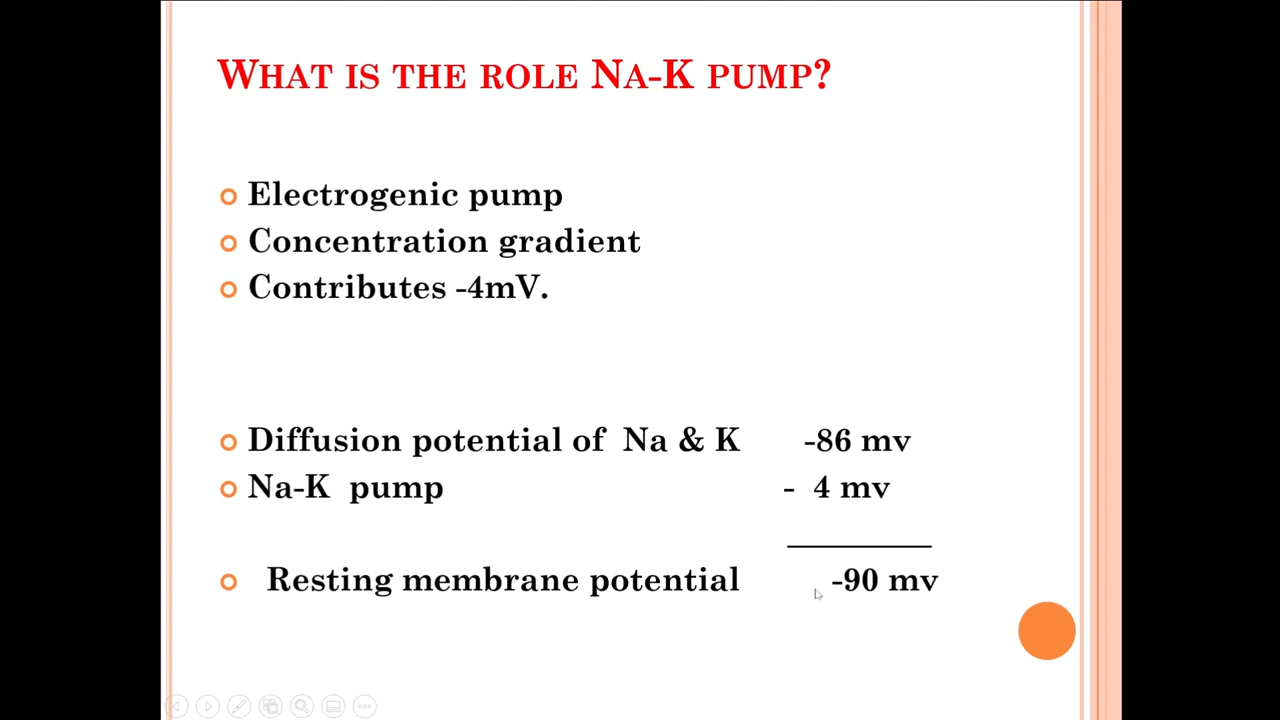 WHAT IS THE ROLE NA-K PUMP?
Electrogenic pump
Concentration gradient
Contributes -4mV.
Diffusion potential of Na & K -86 mv
Na-K pump - 4 mv
Resting membrane potential -90 mv